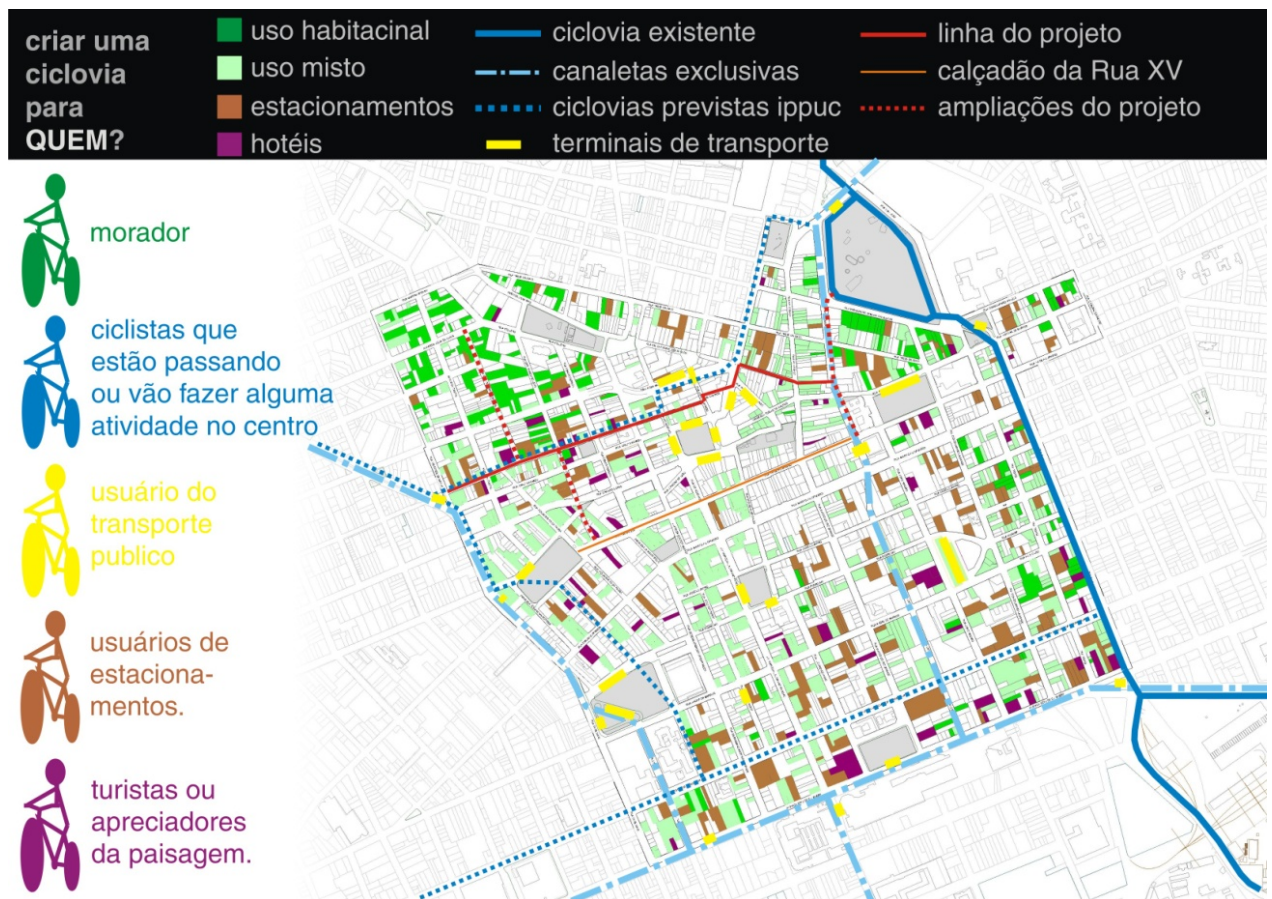 criar uma
ciclovia
para
QUEM?
uso habitacinal
uso misto
estacionamentos
hotéis
ciclovia existente
canaletas exclusivas
ciclovias previstas ippuc
terminais de transporte
linha do projeto
calçadão da Rua XV
ampliações do projeto
morador
ciclistas que
estão passando
ou vão fazer alguma
atividade no centro
usuário do
transporte
publico
usuários de
estaciona-
mentos.
turistas ou
apreciadores
da paisagem.